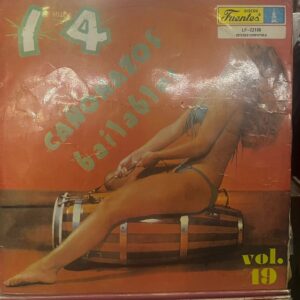 14
CAÑONAZOS
bailables
DISCOS
Fuentes
vol.
19